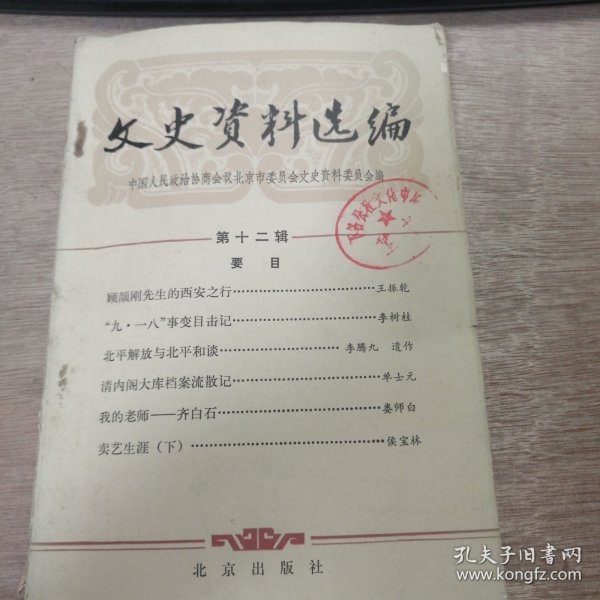 文史资料选编
中国人民政治协商会议北京市委员会文史资料委员会编
第十二辑
要目
顾颉刚先生的西安之行……………………………王振乾
“九·一八”事变目击记……………………………李树桂
北平解放与北平和谈………………………李腾九 遗作
清内阁大库档案流散记……………………………单士元
我的老师——齐白石………………………………娄师白
卖艺生涯（下）……………………………………侯宝林
北京出版社
孔夫子旧书网
www.kongfz.com